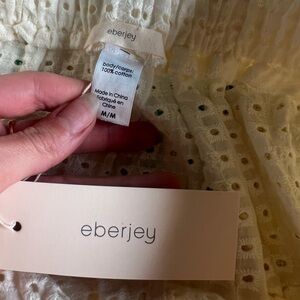 eberjey
body/corps:
100% cotton
Made in China
Fabriqué en
Chine
M/M
eberjey